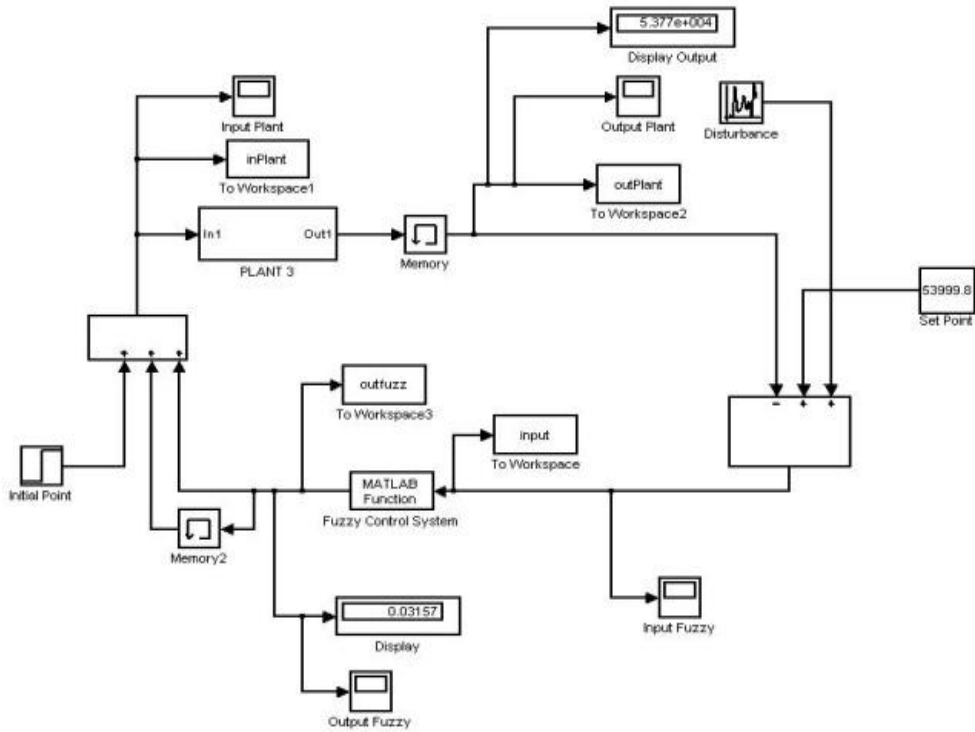 5.377e+004
Display Output
Input Plant
Output Plant
Disturbance
inPlant
To Workspace1
outPlant
To Workspace2
In1
Out1
PLANT 3
Memory
53999.8
Set Point
+
+
+
−
+
+
outfuzz
To Workspace3
input
To Workspace
Initial Point
MATLAB
Function
Fuzzy Control System
Memory2
0.03157
Display
Input Fuzzy
Output Fuzzy